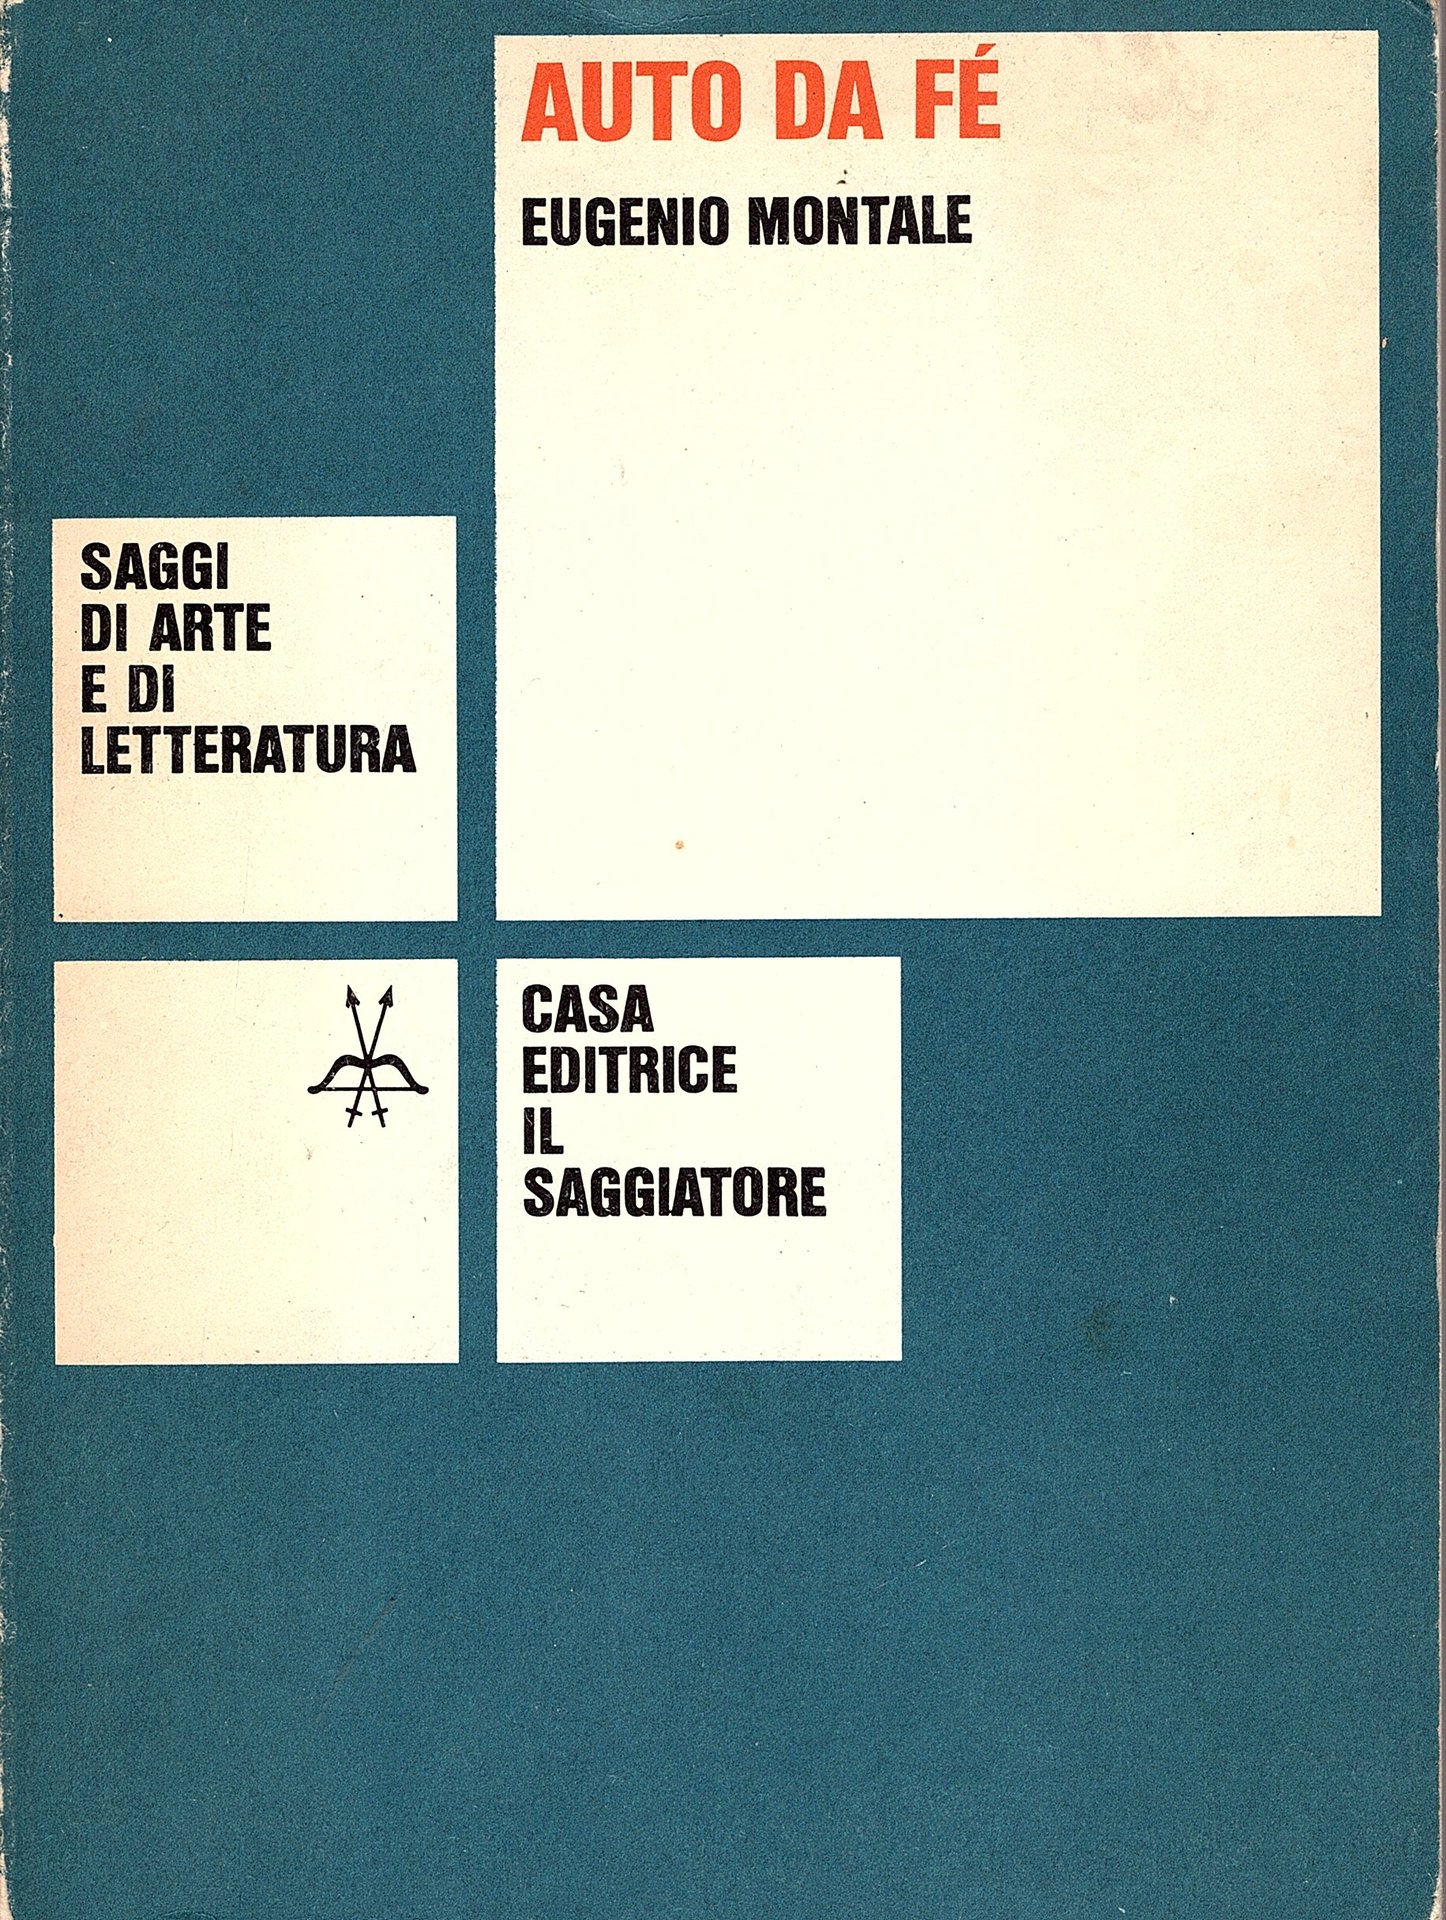 AUTO DA FÉ
EUGENIO MONTALE
SAGGI
DI ARTE
E DI
LETTERATURA
CASA
EDITRICE
IL
SAGGIATORE